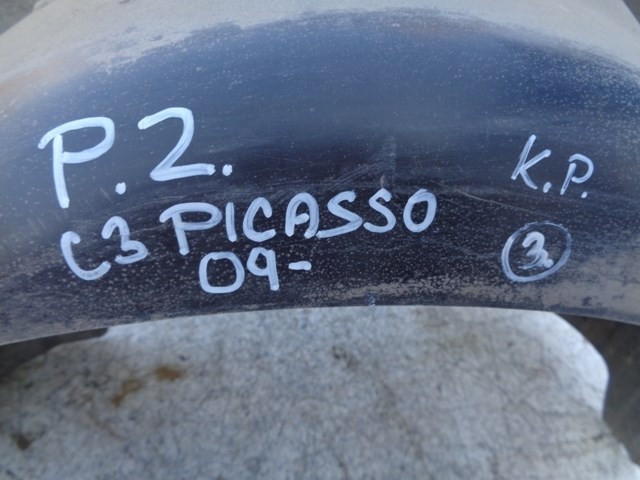 P.2.
C3 PICASSO
09-
K.P.
3.